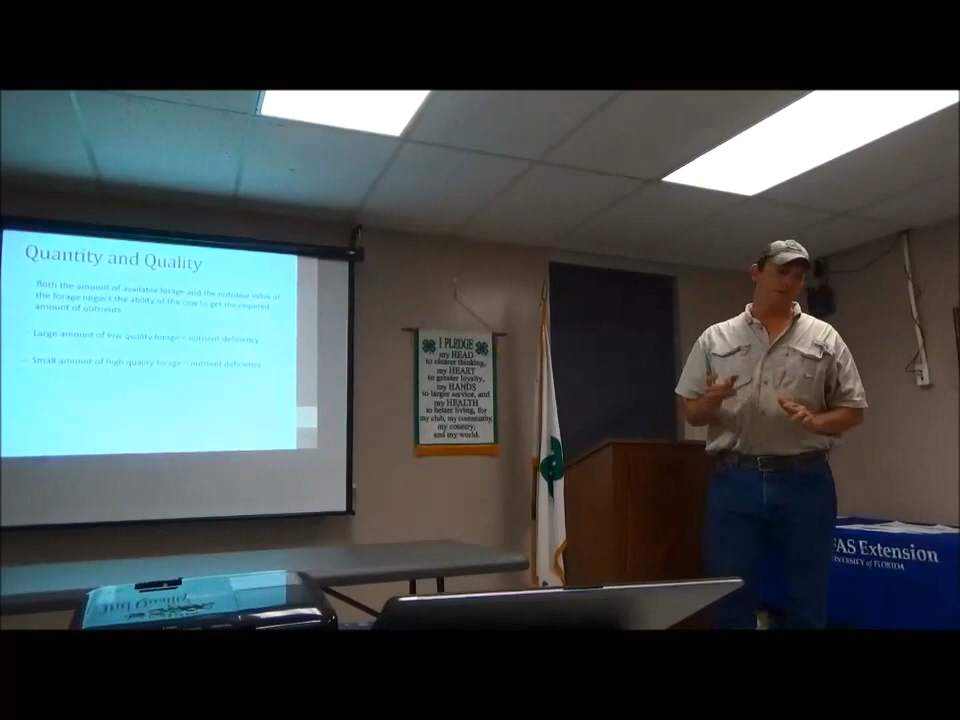 Quantity and Quality
Both the amount of available forage and the nutritive value of
the forage impact the ability of the cow to get the required
amount of nutrients
Large amount of low quality forage – nutrient deficiency
Small amount of high quality forage – nutrient deficiency
I PLEDGE
my HEAD
to clearer thinking,
my HEART
to greater loyalty,
my HANDS
to larger service, and
my HEALTH
to better living, for
my club, my community,
my country,
and my world.
FAS Extension
UNIVERSITY of FLORIDA